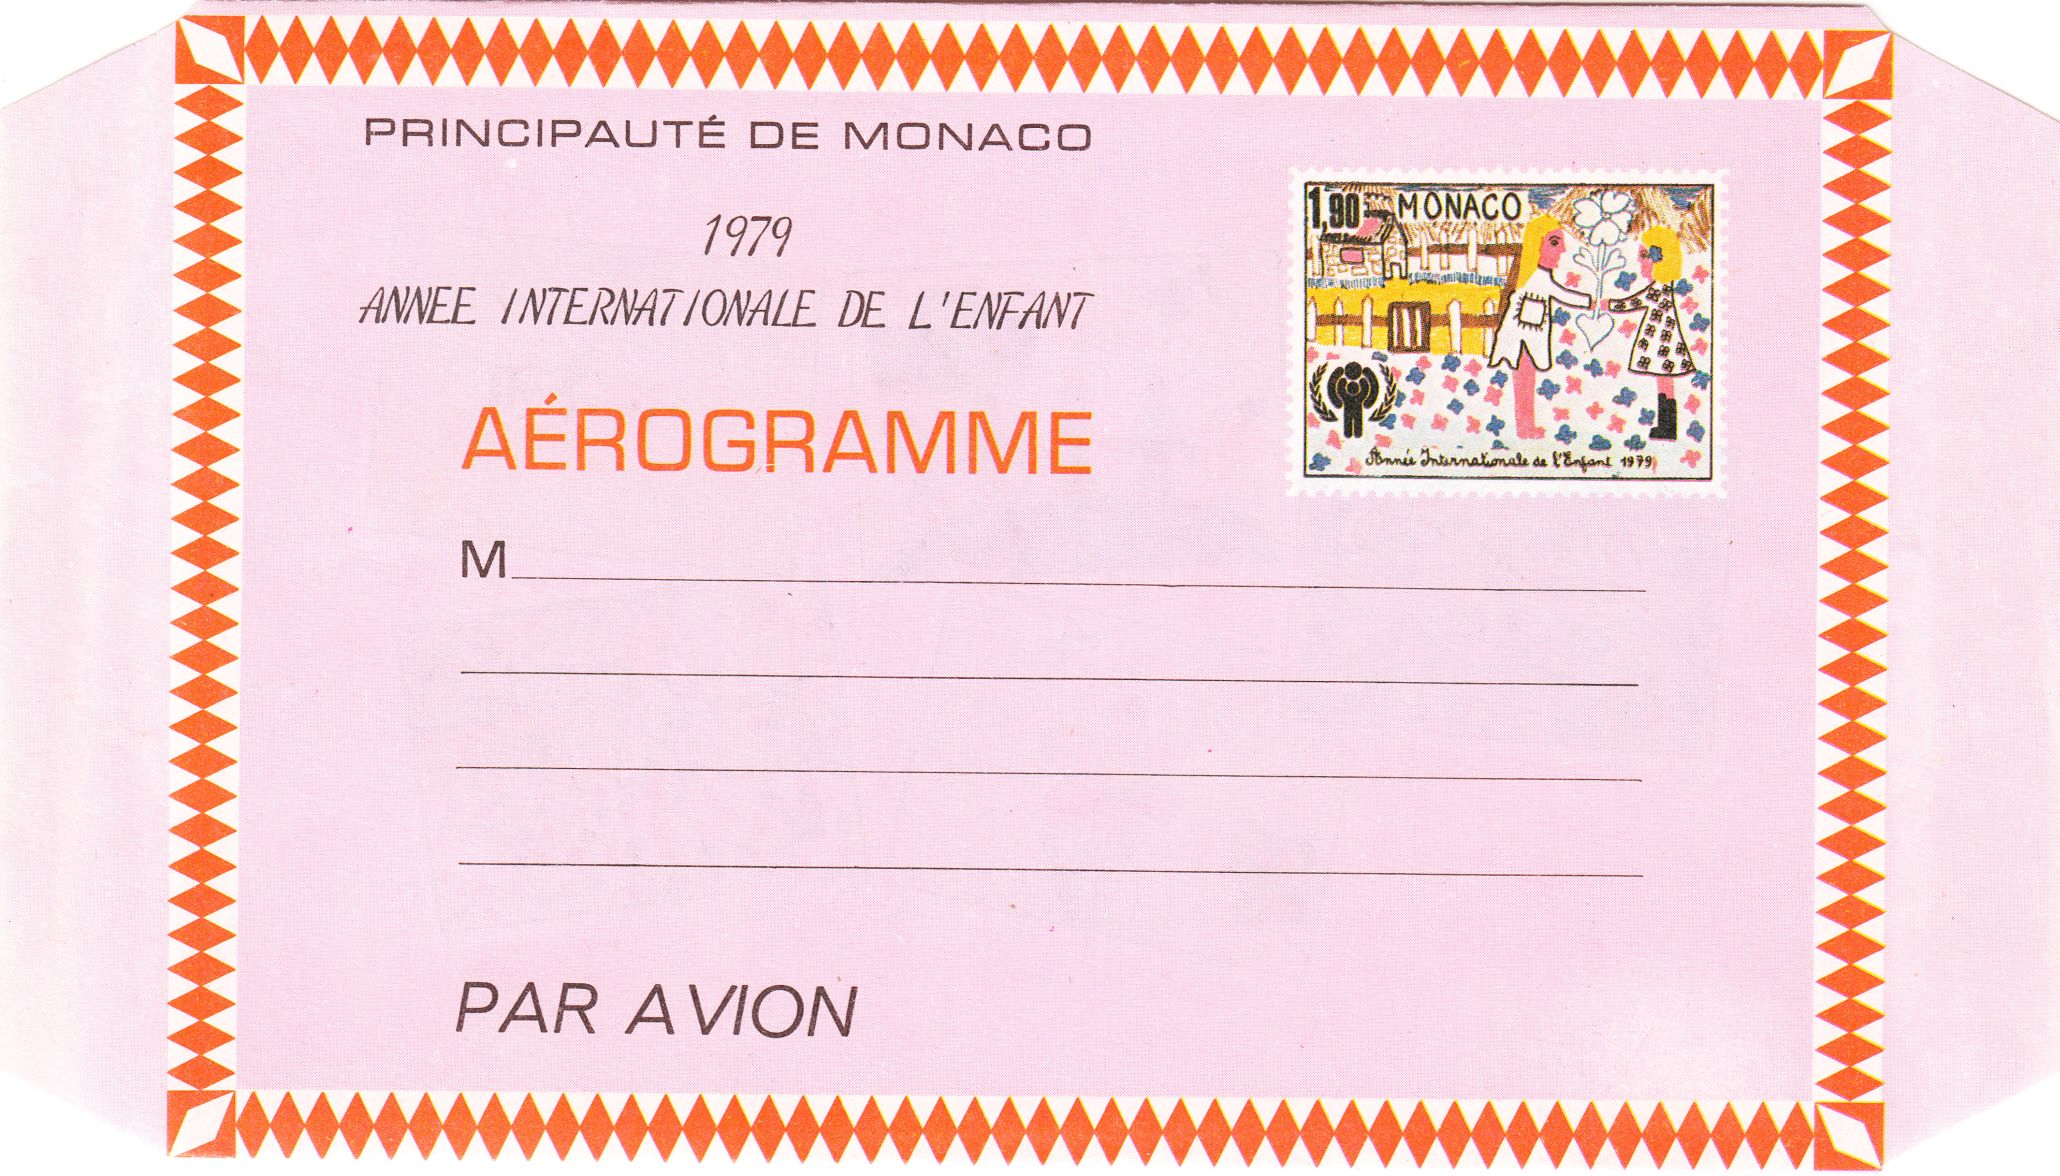 PRINCIPAUTÉ DE MONACO
1979
ANNEE INTERNATIONALE DE L'ENFANT
AÉROGRAMME
1,90 MONACO
Année Internationale de l'Enfant 1979
M
PAR AVION